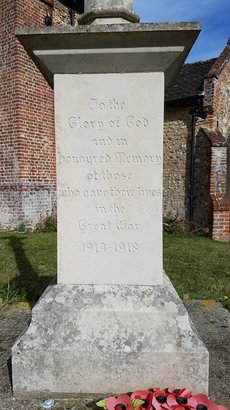 To the
Glory of God
and in
honoured Memory
of those
who gave their lives
in the
Great War
1914-1918